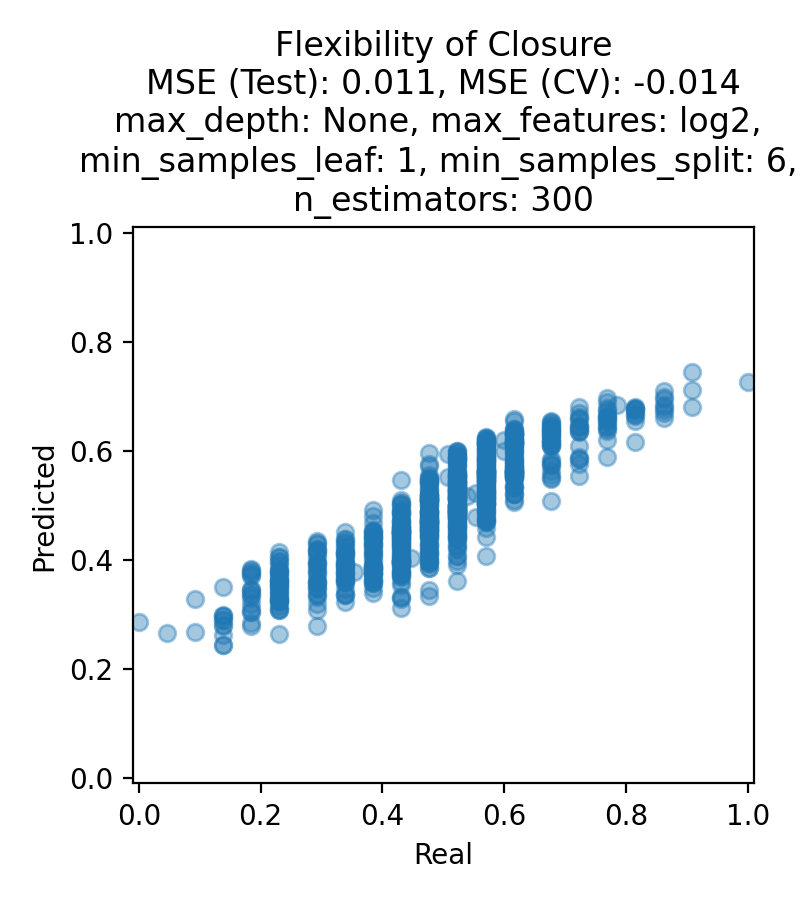 Flexibility of Closure
MSE (Test): 0.011, MSE (CV): -0.014
max_depth: None, max_features: log2,
min_samples_leaf: 1, min_samples_split: 6,
n_estimators: 300
1.0
0.8
0.6
0.4
0.2
0.0
Predicted
0.0 0.2 0.4 0.6 0.8 1.0
Real